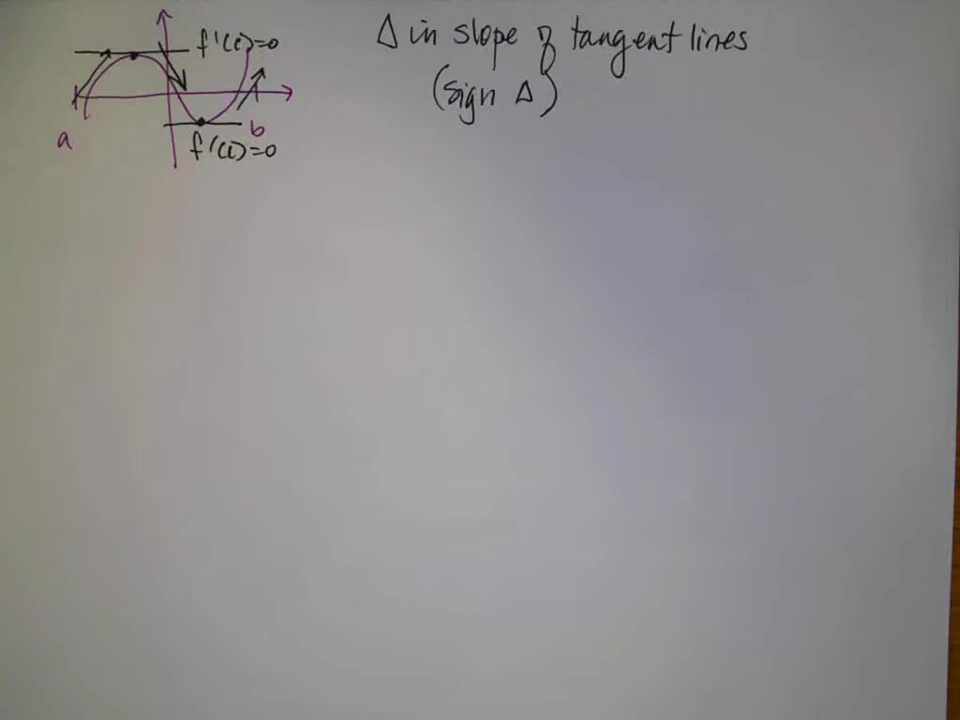 f'(c)=0
Δ in slope of tangent lines
(sign Δ)
a
b
f'(c)=0